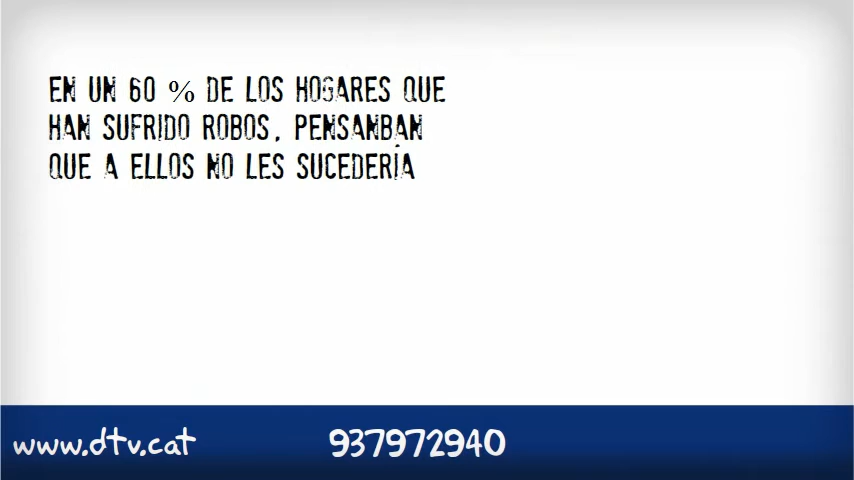 EN UN 60 % DE LOS HOGARES QUE
HAN SUFRIDO ROBOS, PENSANBAN
QUE A ELLOS NO LES SUCEDERÍA
www.dtv.cat 937972940